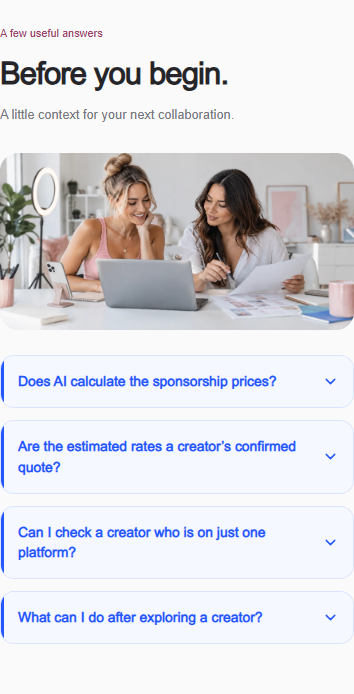 A few useful answers
Before you begin.
A little context for your next collaboration.
Does AI calculate the sponsorship prices?
Are the estimated rates a creator’s confirmed
quote?
Can I check a creator who is on just one
platform?
What can I do after exploring a creator?